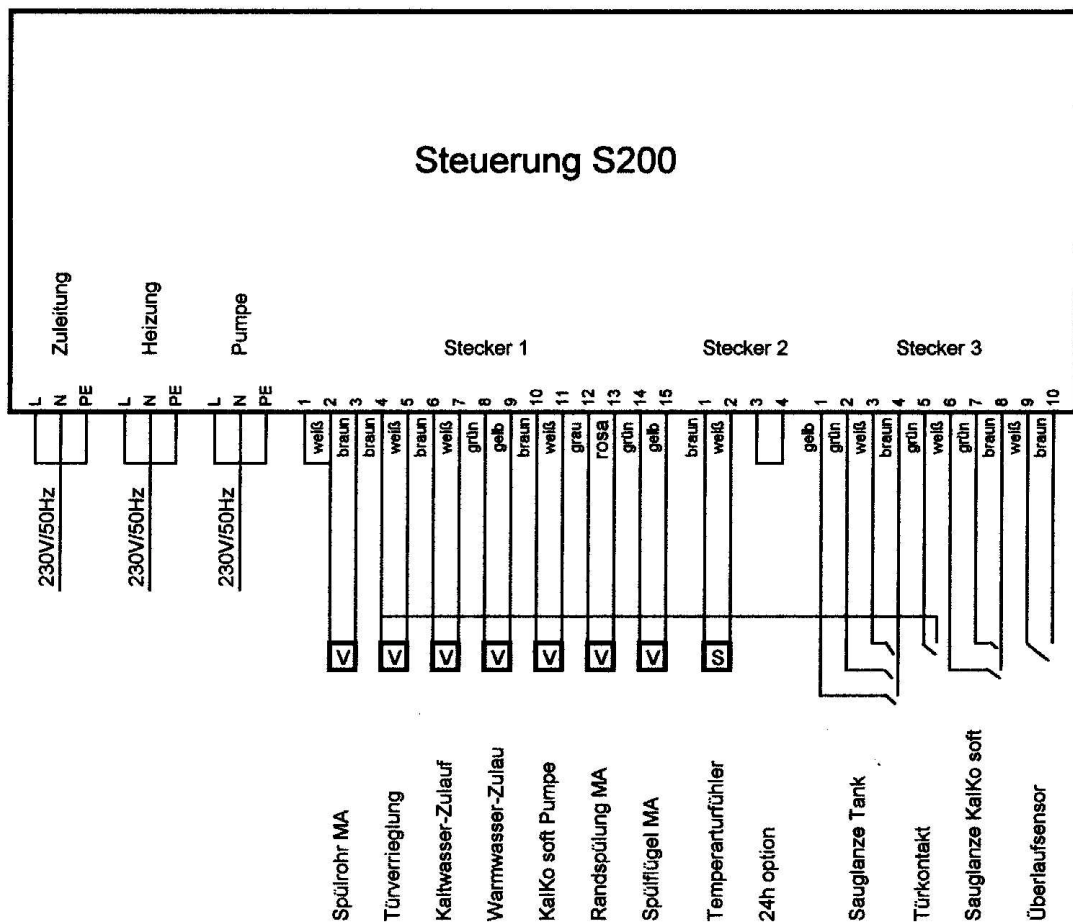 Steuerung S200
Zuleitung
Heizung
Pumpe
Stecker 1
Stecker 2
Stecker 3
L
N
PE
L
N
PE
L
N
PE
1
2
3
4
5
6
7
8
9
10
11
12
13
14
15
1
2
3
4
1
2
3
4
5
6
7
8
9
10
weiß
braun
braun
weiß
braun
weiß
grün
gelb
braun
weiß
grau
rosa
grün
gelb
braun
weiß
gelb
grün
weiß
braun
grün
weiß
grün
braun
weiß
braun
230V/50Hz
230V/50Hz
230V/50Hz
V
V
V
V
V
V
V
S
Spülrohr MA
Türverrieglung
Kaltwasser-Zulauf
Warmwasser-Zulau
KalKo soft Pumpe
Randspülung MA
Spülflügel MA
Temperarturfühler
24h option
Sauglanze Tank
Türkontakt
Sauglanze KalKo soft
Überlaufsensor